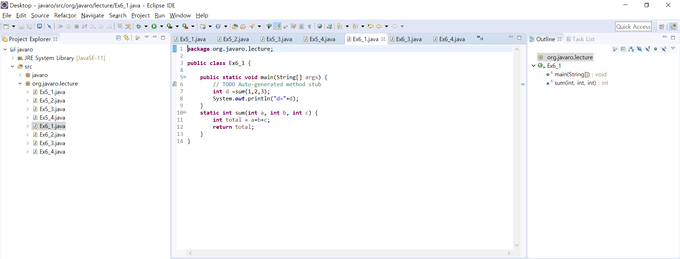 Desktop - javaro/src/org/javaro/lecture/Ex6_1.java - Eclipse IDE
File Edit Source Refactor Navigate Search Project Run Window Help
Quick Access
Project Explorer
javaro
JRE System Library [JavaSE-11]
src
javaro
org.javaro.lecture
Ex5_1.java
Ex5_2.java
Ex5_3.java
Ex5_4.java
Ex6_1.java
Ex6_2.java
Ex6_3.java
Ex6_4.java
Ex5_1.java Ex5_2.java Ex5_3.java Ex5_4.java Ex6_1.java Ex6_3.java Ex6_4.java
1 package org.javaro.lecture;
2
3 public class Ex6_1 {
4
5 public static void main(String[] args) {
6 // TODO Auto-generated method stub
7 int d =sum(1,2,3);
8 System.out.println("d="+d);
9 }
10 static int sum(int a, int b, int c) {
11 int total = a+b+c;
12 return total;
13 }
14 }
Outline Task List
org.javaro.lecture
Ex6_1
main(String[]) : void
sum(int, int, int) : int